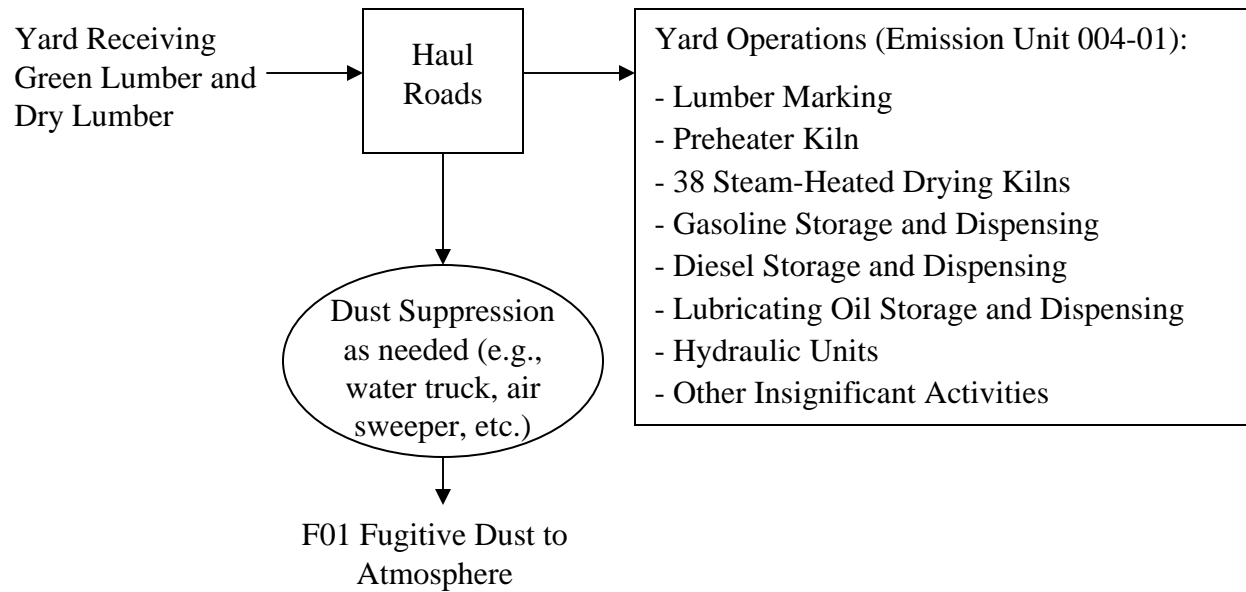 Yard Receiving
Green Lumber and
Dry Lumber
Haul
Roads
Yard Operations (Emission Unit 004-01):
- Lumber Marking
- Preheater Kiln
- 38 Steam-Heated Drying Kilns
- Gasoline Storage and Dispensing
- Diesel Storage and Dispensing
- Lubricating Oil Storage and Dispensing
- Hydraulic Units
- Other Insignificant Activities
Dust Suppression
as needed (e.g.,
water truck, air
sweeper, etc.)
F01 Fugitive Dust to
Atmosphere